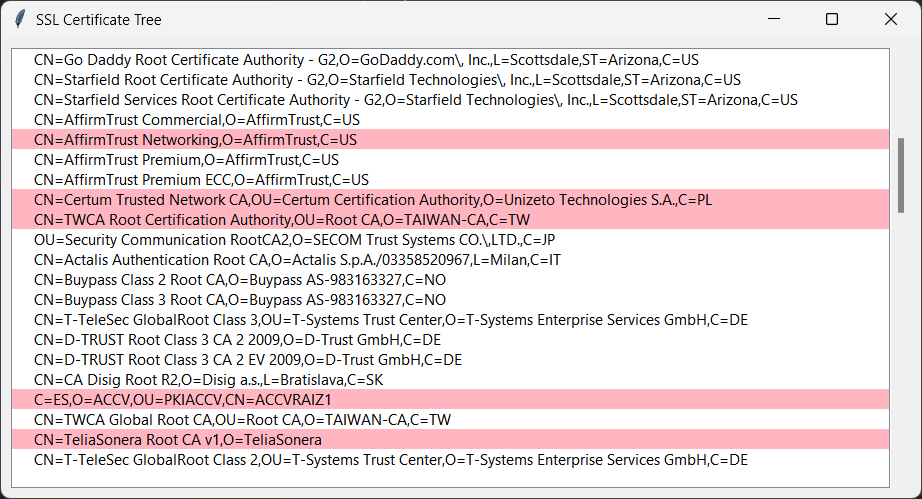 SSL Certificate Tree
CN=Go Daddy Root Certificate Authority - G2,O=GoDaddy.com\, Inc.,L=Scottsdale,ST=Arizona,C=US
CN=Starfield Root Certificate Authority - G2,O=Starfield Technologies\, Inc.,L=Scottsdale,ST=Arizona,C=US
CN=Starfield Services Root Certificate Authority - G2,O=Starfield Technologies\, Inc.,L=Scottsdale,ST=Arizona,C=US
CN=AffirmTrust Commercial,O=AffirmTrust,C=US
CN=AffirmTrust Networking,O=AffirmTrust,C=US
CN=AffirmTrust Premium,O=AffirmTrust,C=US
CN=AffirmTrust Premium ECC,O=AffirmTrust,C=US
CN=Certum Trusted Network CA,OU=Certum Certification Authority,O=Unizeto Technologies S.A.,C=PL
CN=TWCA Root Certification Authority,OU=Root CA,O=TAIWAN-CA,C=TW
OU=Security Communication RootCA2,O=SECOM Trust Systems CO.\,LTD.,C=JP
CN=Actalis Authentication Root CA,O=Actalis S.p.A./03358520967,L=Milan,C=IT
CN=Buypass Class 2 Root CA,O=Buypass AS-983163327,C=NO
CN=Buypass Class 3 Root CA,O=Buypass AS-983163327,C=NO
CN=T-TeleSec GlobalRoot Class 3,OU=T-Systems Trust Center,O=T-Systems Enterprise Services GmbH,C=DE
CN=D-TRUST Root Class 3 CA 2 2009,O=D-Trust GmbH,C=DE
CN=D-TRUST Root Class 3 CA 2 EV 2009,O=D-Trust GmbH,C=DE
CN=CA Disig Root R2,O=Disig a.s.,L=Bratislava,C=SK
C=ES,O=ACCV,OU=PKIACCV,CN=ACCVRAIZ1
CN=TWCA Global Root CA,OU=Root CA,O=TAIWAN-CA,C=TW
CN=TeliaSonera Root CA v1,O=TeliaSonera
CN=T-TeleSec GlobalRoot Class 2,OU=T-Systems Trust Center,O=T-Systems Enterprise Services GmbH,C=DE